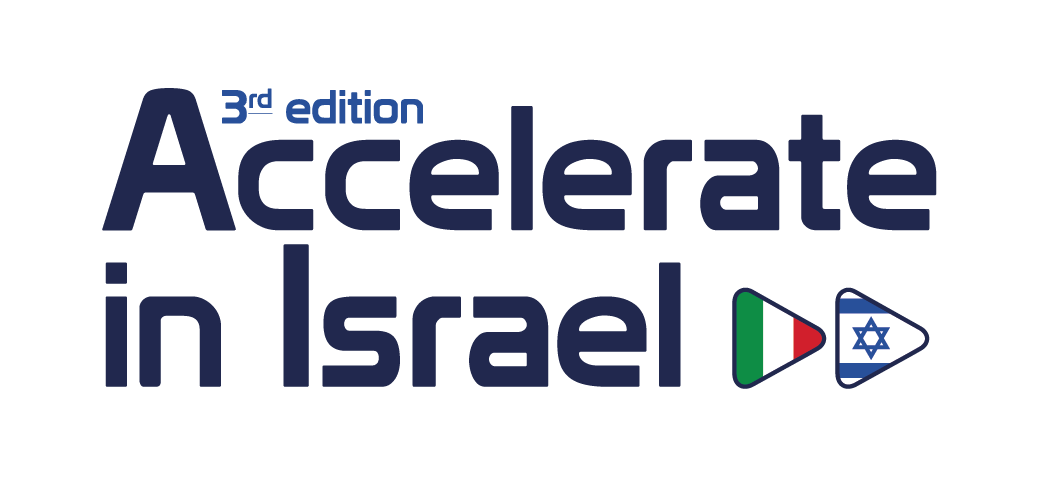 3rd edition
Accelerate
in Israel